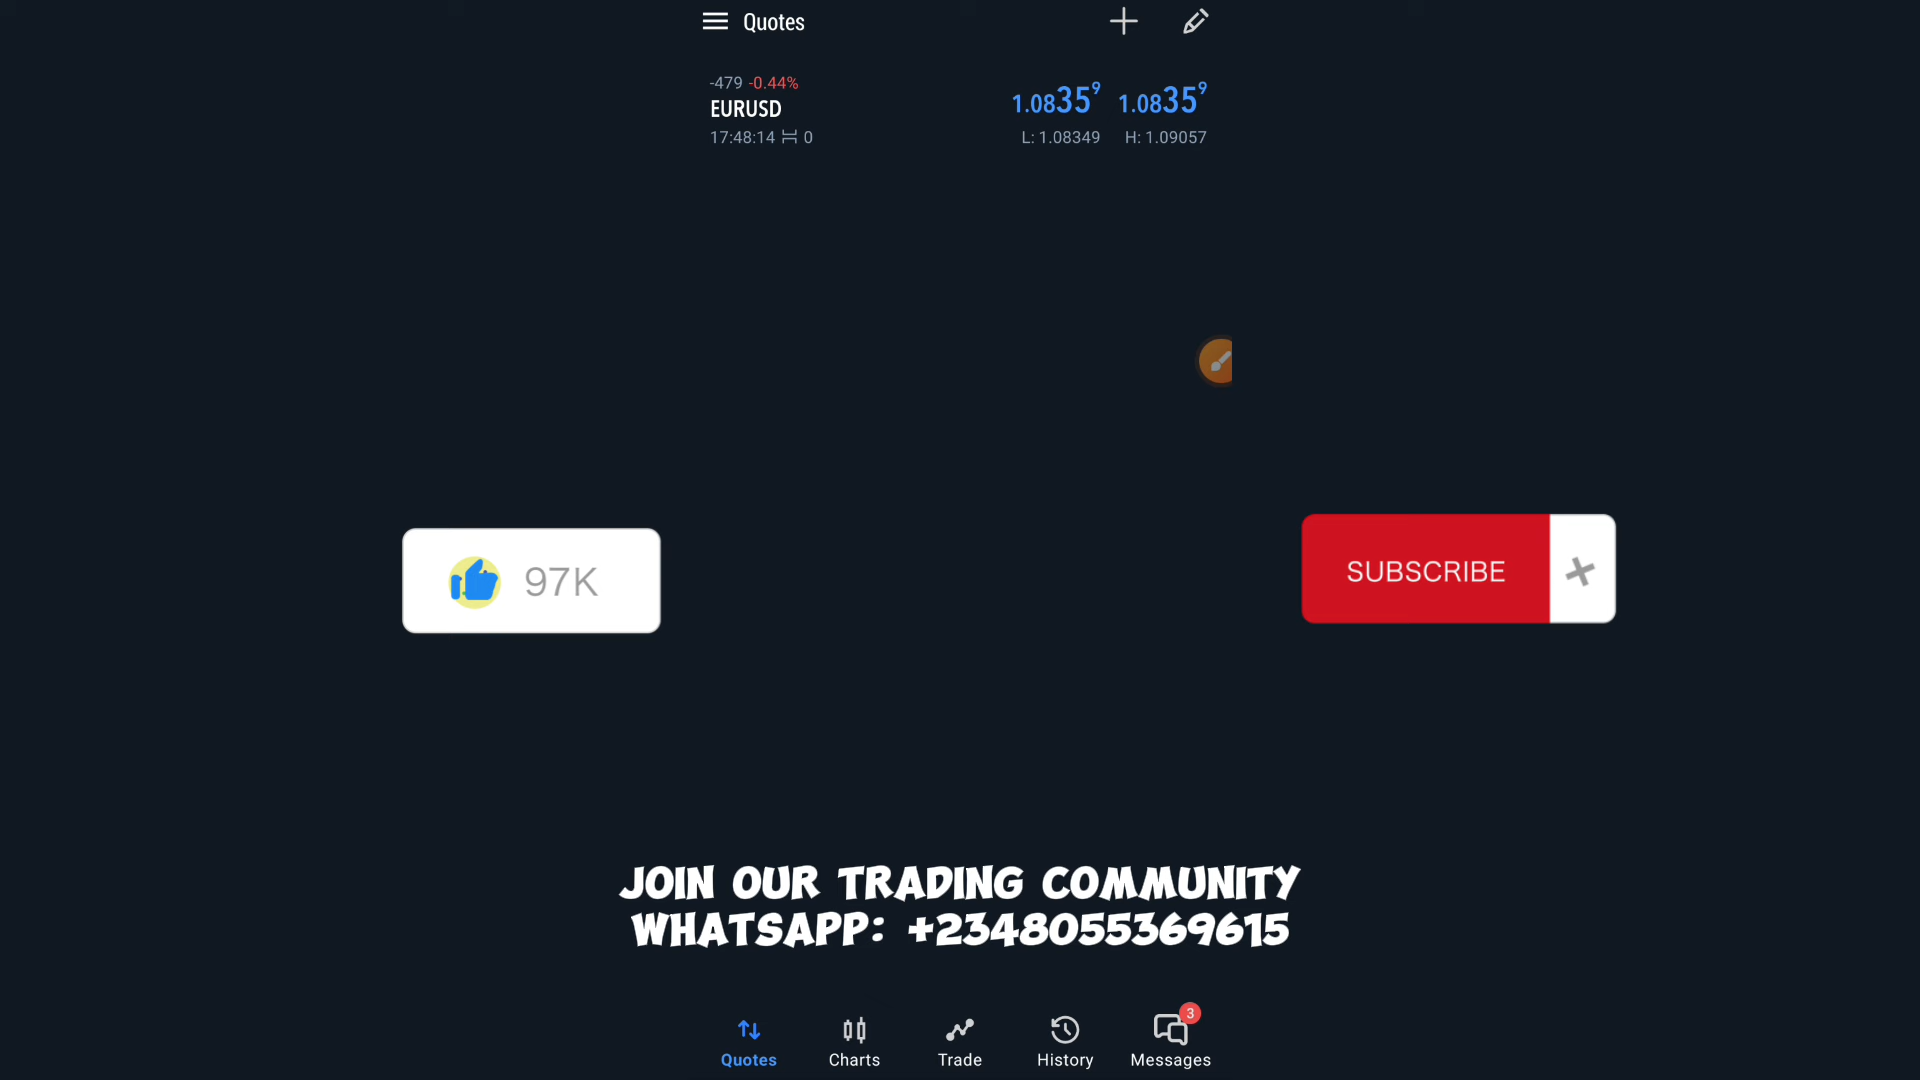 Quotes
-479 -0.44%
EURUSD
17:48:14 0
1.08359 1.08359
L: 1.08349 H: 1.09057
97K
SUBSCRIBE
JOIN OUR TRADING COMMUNITY
WHATSAPP: +2348055369615
3
Quotes Charts Trade History Messages